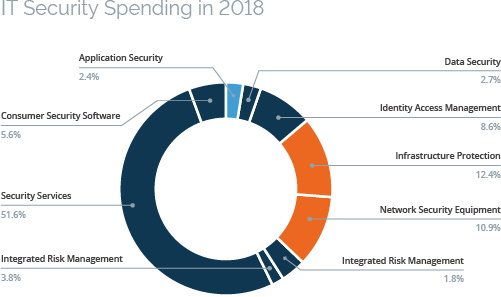 IT Security Spending in 2018
Application Security
2.4%
Data Security
2.7%
Consumer Security Software
5.6%
Identity Access Management
8.6%
Infrastructure Protection
12.4%
Security Services
51.6%
Network Security Equipment
10.9%
Integrated Risk Management
3.8%
Integrated Risk Management
1.8%